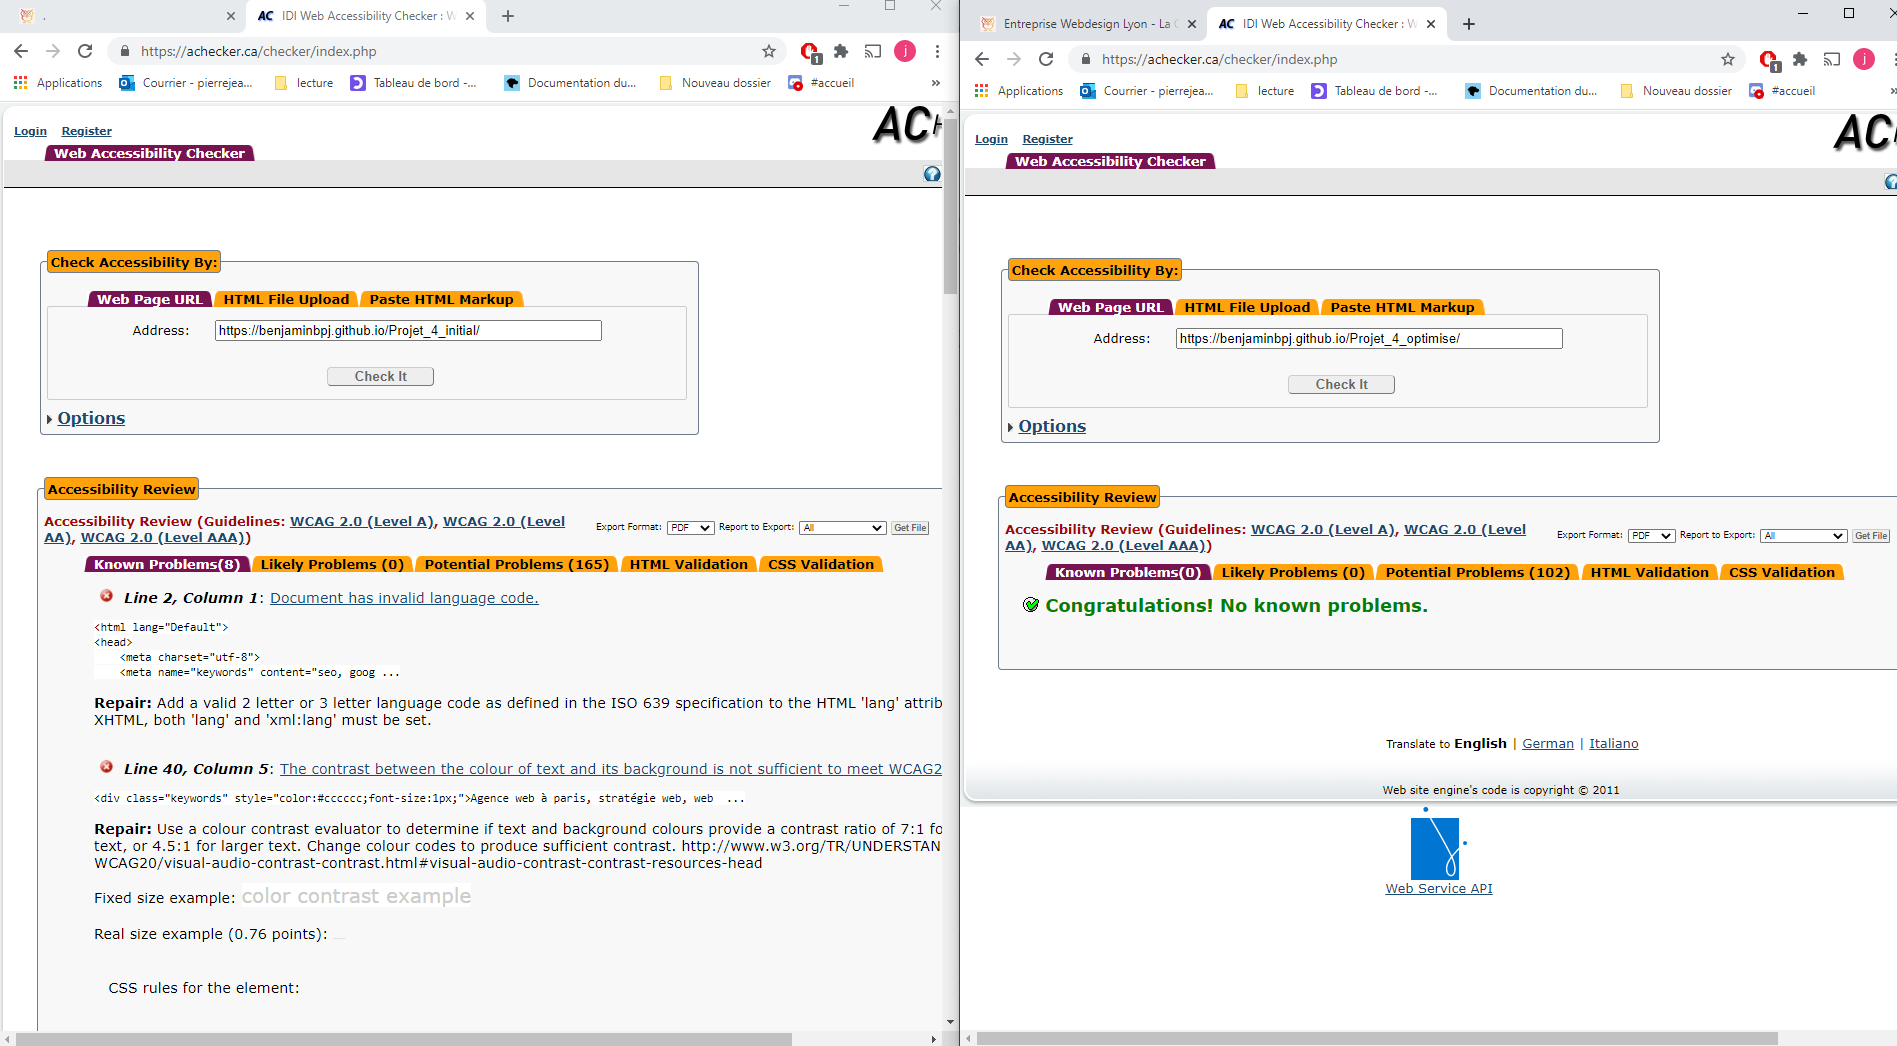 .
IDI Web Accessibility Checker : W
https://achecker.ca/checker/index.php
1
j
Applications
Courrier - pierrejea...
lecture
Tableau de bord -...
Documentation du...
Nouveau dossier
#accueil
»
Login Register
AC
Web Accessibility Checker
?
Check Accessibility By:
Web Page URL HTML File Upload Paste HTML Markup
Address: https://benjaminbpj.github.io/Projet_4_initial/
Check It
Options
Accessibility Review
Accessibility Review (Guidelines: WCAG 2.0 (Level A), WCAG 2.0 (Level
AA), WCAG 2.0 (Level AAA))
Export Format: PDF Report to Export: All Get File
Known Problems(8) Likely Problems (0) Potential Problems (165) HTML Validation CSS Validation
Line 2, Column 1: Document has invalid language code.
<html lang="Default">
<head>
<meta charset="utf-8">
<meta name="keywords" content="seo, goog ...
Repair: Add a valid 2 letter or 3 letter language code as defined in the ISO 639 specification to the HTML 'lang' attrib
XHTML, both 'lang' and 'xml:lang' must be set.
Line 40, Column 5: The contrast between the colour of text and its background is not sufficient to meet WCAG2
<div class="keywords" style="color:#cccccc;font-size:1px;">Agence web à paris, stratégie web, web ...
Repair: Use a colour contrast evaluator to determine if text and background colours provide a contrast ratio of 7:1 fo
text, or 4.5:1 for larger text. Change colour codes to produce sufficient contrast. http://www.w3.org/TR/UNDERSTAN
WCAG20/visual-audio-contrast-contrast.html#visual-audio-contrast-contrast-resources-head
Fixed size example: color contrast example
Real size example (0.76 points):
CSS rules for the element:
Entreprise Webdesign Lyon - La
IDI Web Accessibility Checker : W
https://achecker.ca/checker/index.php
1
j
Applications
Courrier - pierrejea...
lecture
Tableau de bord -...
Documentation du...
Nouveau dossier
#accueil
»
Login Register
AC
Web Accessibility Checker
?
Check Accessibility By:
Web Page URL HTML File Upload Paste HTML Markup
Address: https://benjaminbpj.github.io/Projet_4_optimise/
Check It
Options
Accessibility Review
Accessibility Review (Guidelines: WCAG 2.0 (Level A), WCAG 2.0 (Level
AA), WCAG 2.0 (Level AAA))
Export Format: PDF Report to Export: All Get File
Known Problems(0) Likely Problems (0) Potential Problems (102) HTML Validation CSS Validation
Congratulations! No known problems.
Translate to English | German | Italiano
Web site engine's code is copyright © 2011
Web Service API